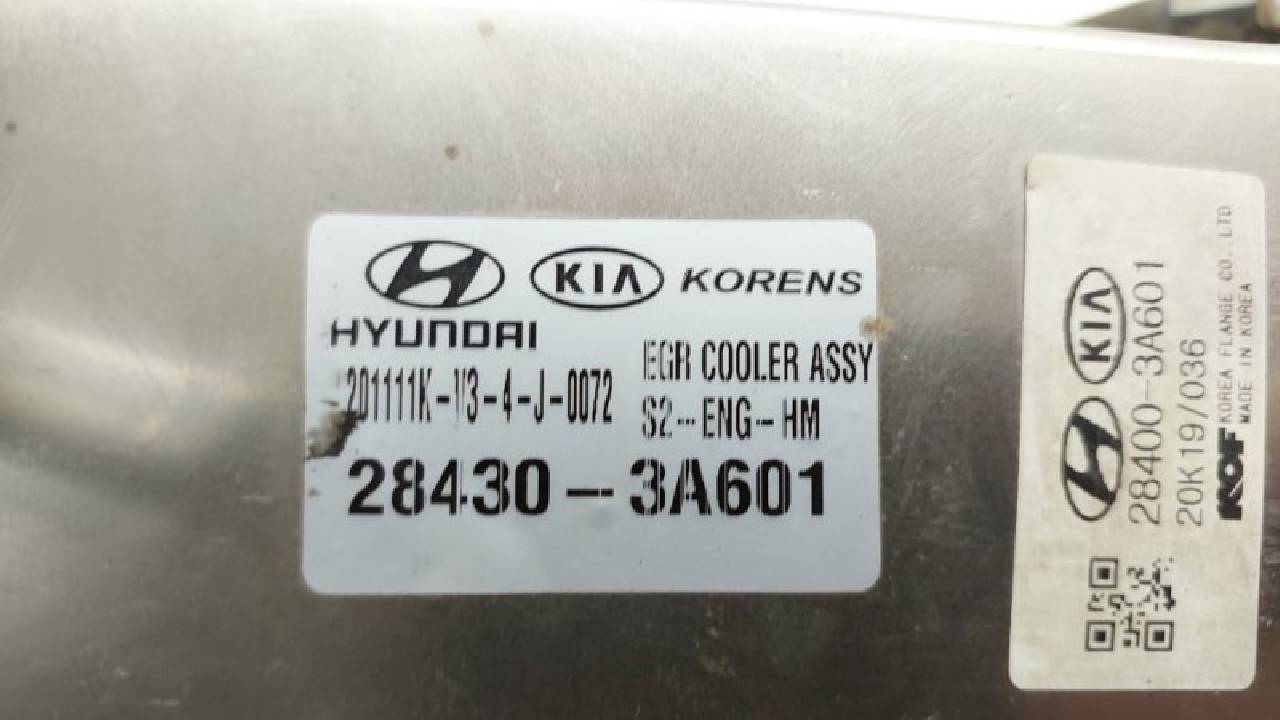 KIA KORENS
HYUNDAI
201111K-V3-4-J-0072
EGR COOLER ASSY
S2-ENG-HM
28430-3A601
KIA
28400-3A601
20K19/036
KOF KOREA FLANGE CO. LTD
MADE IN KOREA